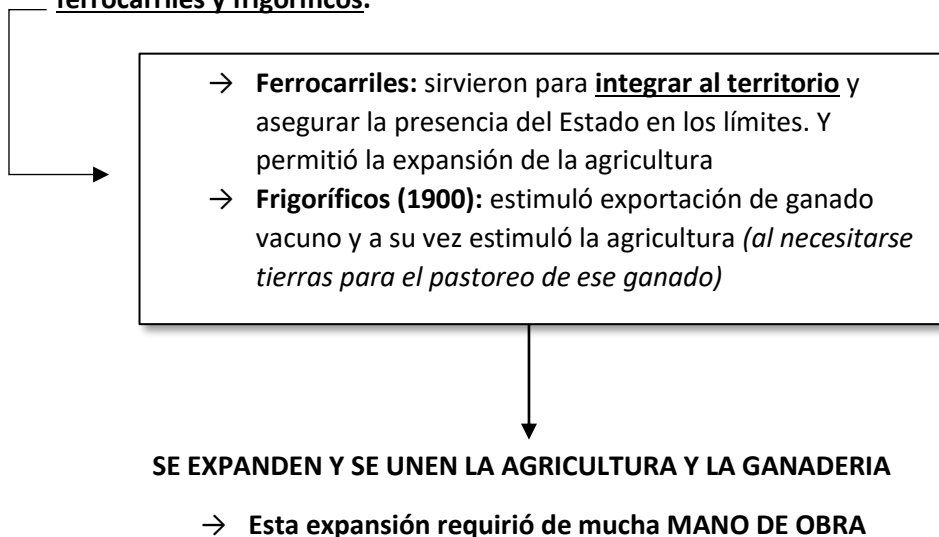 ferrocarriles y frigoríficos:
→ Ferrocarriles: sirvieron para integrar al territorio y
asegurar la presencia del Estado en los límites. Y
permitió la expansión de la agricultura
→ Frigoríficos (1900): estimuló exportación de ganado
vacuno y a su vez estimuló la agricultura (al necesitarse
tierras para el pastoreo de ese ganado)
SE EXPANDEN Y SE UNEN LA AGRICULTURA Y LA GANADERIA
→ Esta expansión requirió de mucha MANO DE OBRA